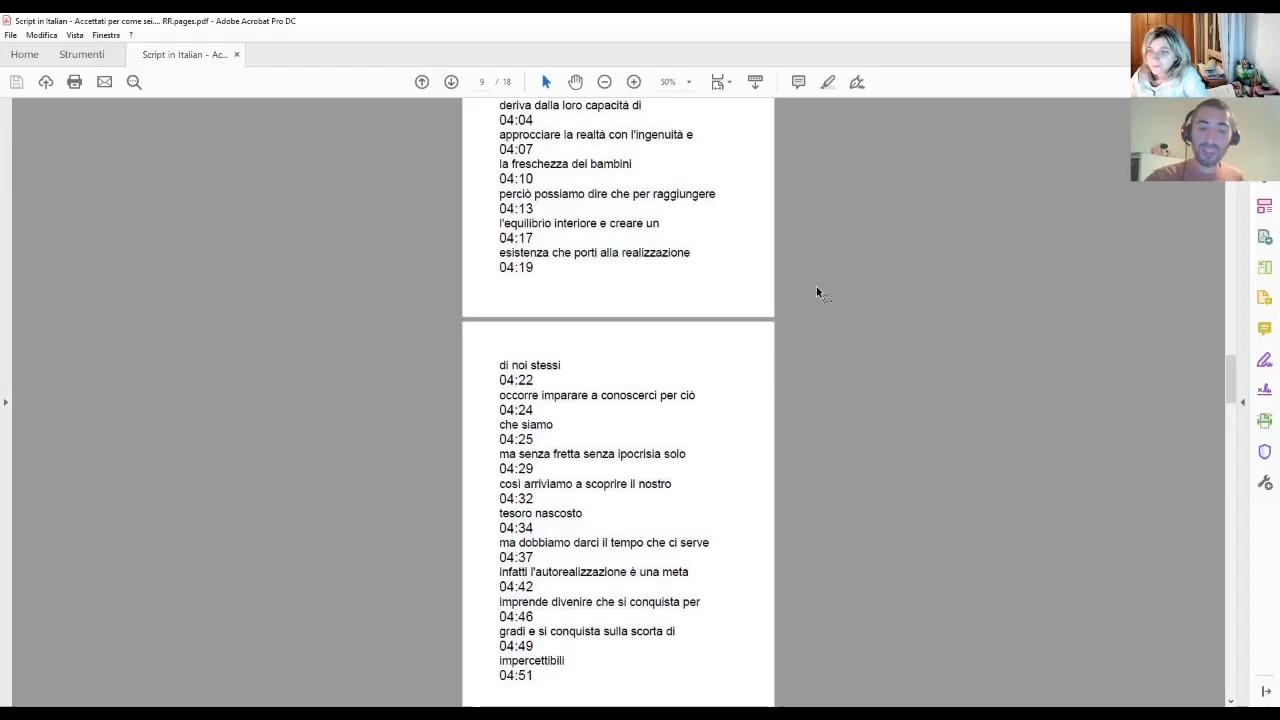 Script in Italian - Accettati per come sei.... RR.pages.pdf - Adobe Acrobat Pro DC
File Modifica Vista Finestra ?
Home Strumenti Script in Italian - Ac... ×
9 / 18 50%
deriva dalla loro capacità di
04:04
approcciare la realtà con l'ingenuità e
04:07
la freschezza dei bambini
04:10
perciò possiamo dire che per raggiungere
04:13
l'equilibrio interiore e creare un
04:17
esistenza che porti alla realizzazione
04:19
di noi stessi
04:22
occorre imparare a conoscerci per ciò
04:24
che siamo
04:25
ma senza fretta senza ipocrisia solo
04:29
così arriviamo a scoprire il nostro
04:32
tesoro nascosto
04:34
ma dobbiamo darci il tempo che ci serve
04:37
infatti l'autorealizzazione è una meta
04:42
imprende divenire che si conquista per
04:46
gradi e si conquista sulla scorta di
04:49
impercettibili
04:51